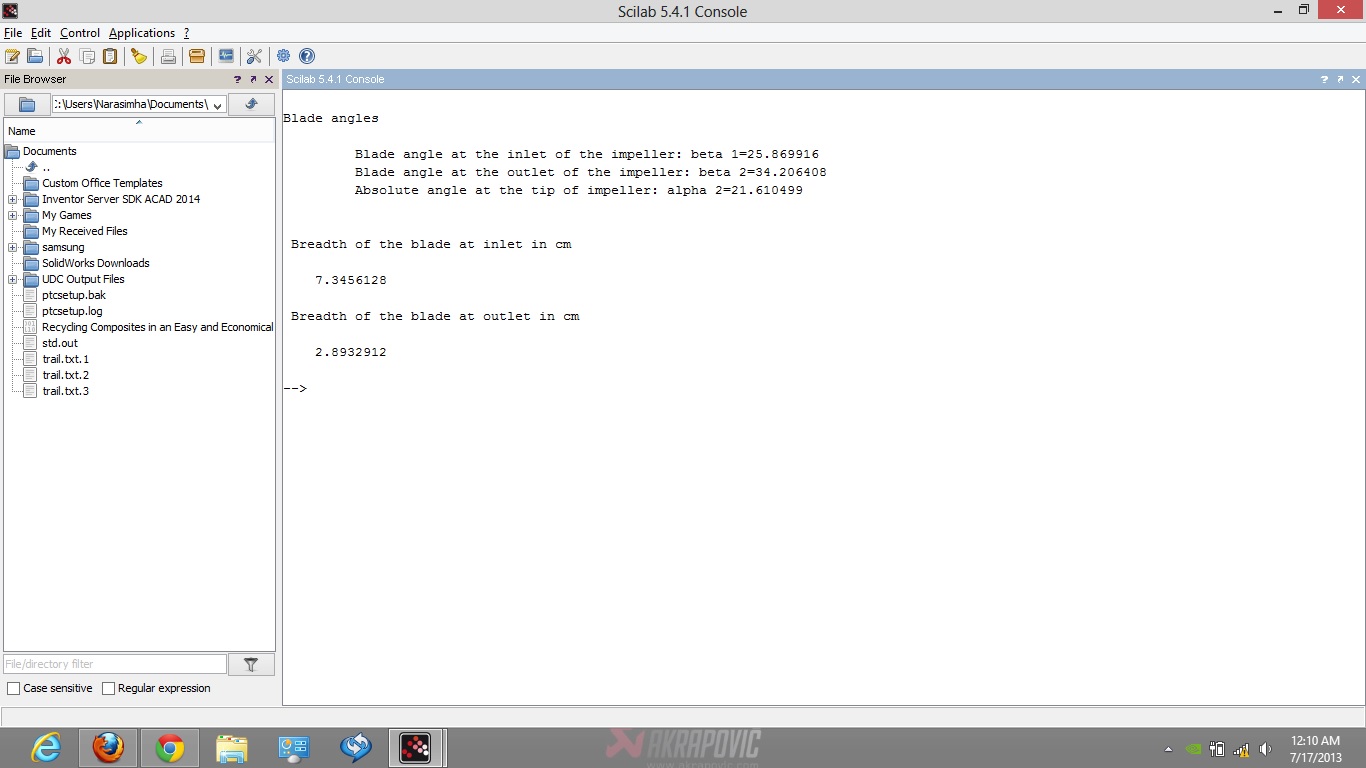 Scilab 5.4.1 Console
File Edit Control Applications ?
File Browser
Scilab 5.4.1 Console
:\Users\Narasimha\Documents\
Name
Documents
..
Custom Office Templates
Inventor Server SDK ACAD 2014
My Games
My Received Files
samsung
SolidWorks Downloads
UDC Output Files
ptcsetup.bak
ptcsetup.log
Recycling Composites in an Easy and Economical
std.out
trail.txt.1
trail.txt.2
trail.txt.3
File/directory filter
Case sensitive Regular expression
Blade angles
Blade angle at the inlet of the impeller: beta 1=25.869916
Blade angle at the outlet of the impeller: beta 2=34.206408
Absolute angle at the tip of impeller: alpha 2=21.610499
Breadth of the blade at inlet in cm
7.3456128
Breadth of the blade at outlet in cm
2.8932912
-->
AKRAPOVIC
www.akrapovic.com
12:10 AM
7/17/2013